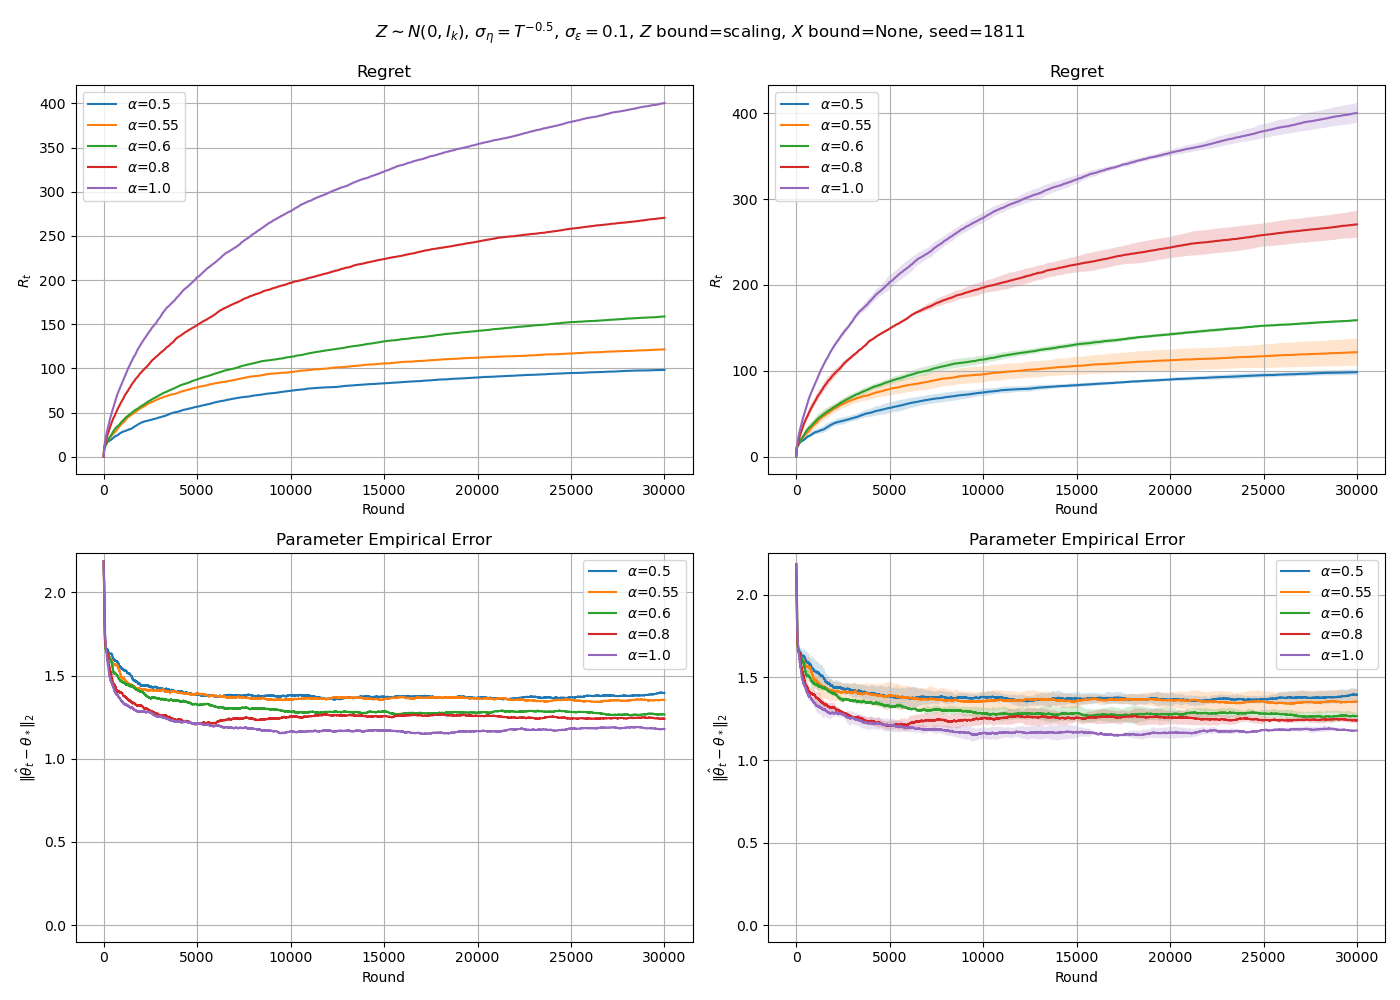 Z ~ N(0, I_k), σ_η = T^{-0.5}, σ_ε = 0.1, Z bound=scaling, X bound=None, seed=1811
Regret
R_t
400
350
300
250
200
150
100
50
0
α=0.5
α=0.55
α=0.6
α=0.8
α=1.0
0 5000 10000 15000 20000 25000 30000
Round
Regret
R_t
400
300
200
100
0
α=0.5
α=0.55
α=0.6
α=0.8
α=1.0
0 5000 10000 15000 20000 25000 30000
Round
Parameter Empirical Error
‖θ̂_t − θ_*‖_2
2.0
1.5
1.0
0.5
0.0
α=0.5
α=0.55
α=0.6
α=0.8
α=1.0
0 5000 10000 15000 20000 25000 30000
Round
Parameter Empirical Error
‖θ̂_t − θ_*‖_2
2.0
1.5
1.0
0.5
0.0
α=0.5
α=0.55
α=0.6
α=0.8
α=1.0
0 5000 10000 15000 20000 25000 30000
Round